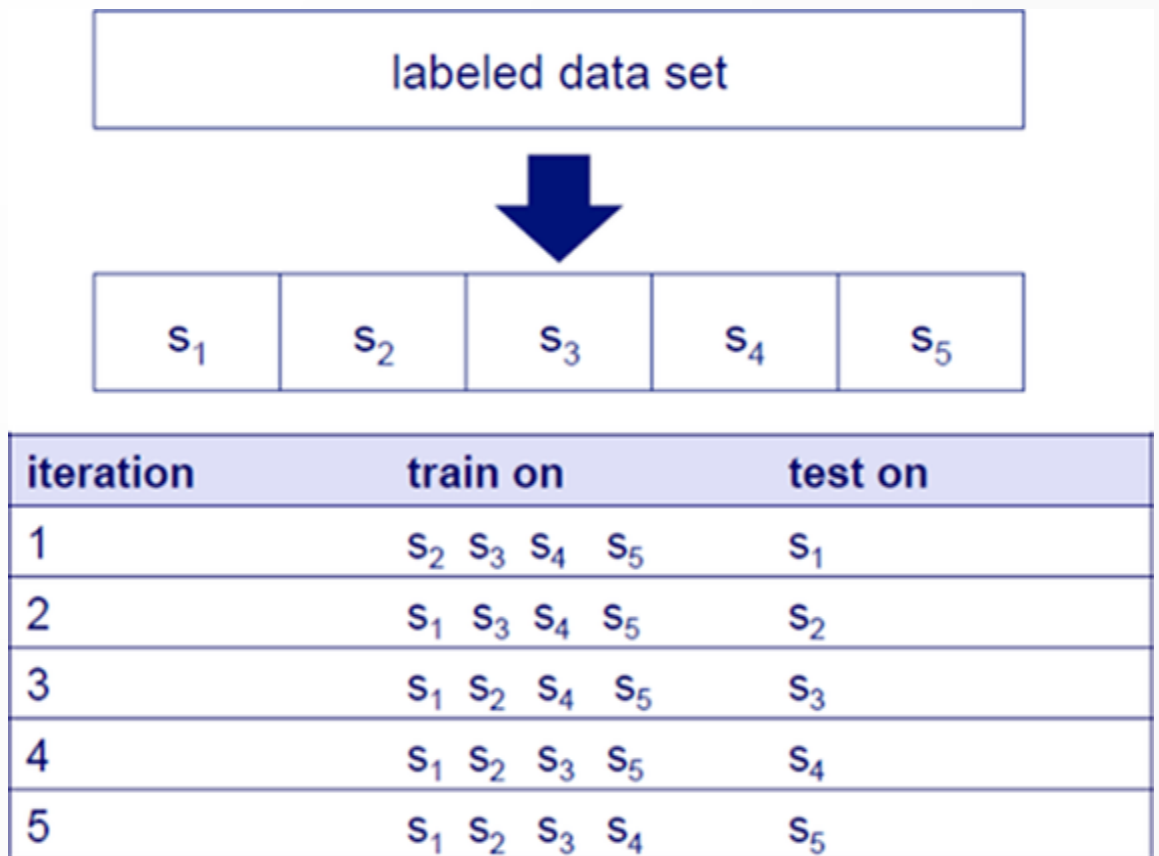 labeled data set
s₁ s₂ s₃ s₄ s₅
iteration train on test on
1 s₂ s₃ s₄ s₅ s₁
2 s₁ s₃ s₄ s₅ s₂
3 s₁ s₂ s₄ s₅ s₃
4 s₁ s₂ s₃ s₅ s₄
5 s₁ s₂ s₃ s₄ s₅